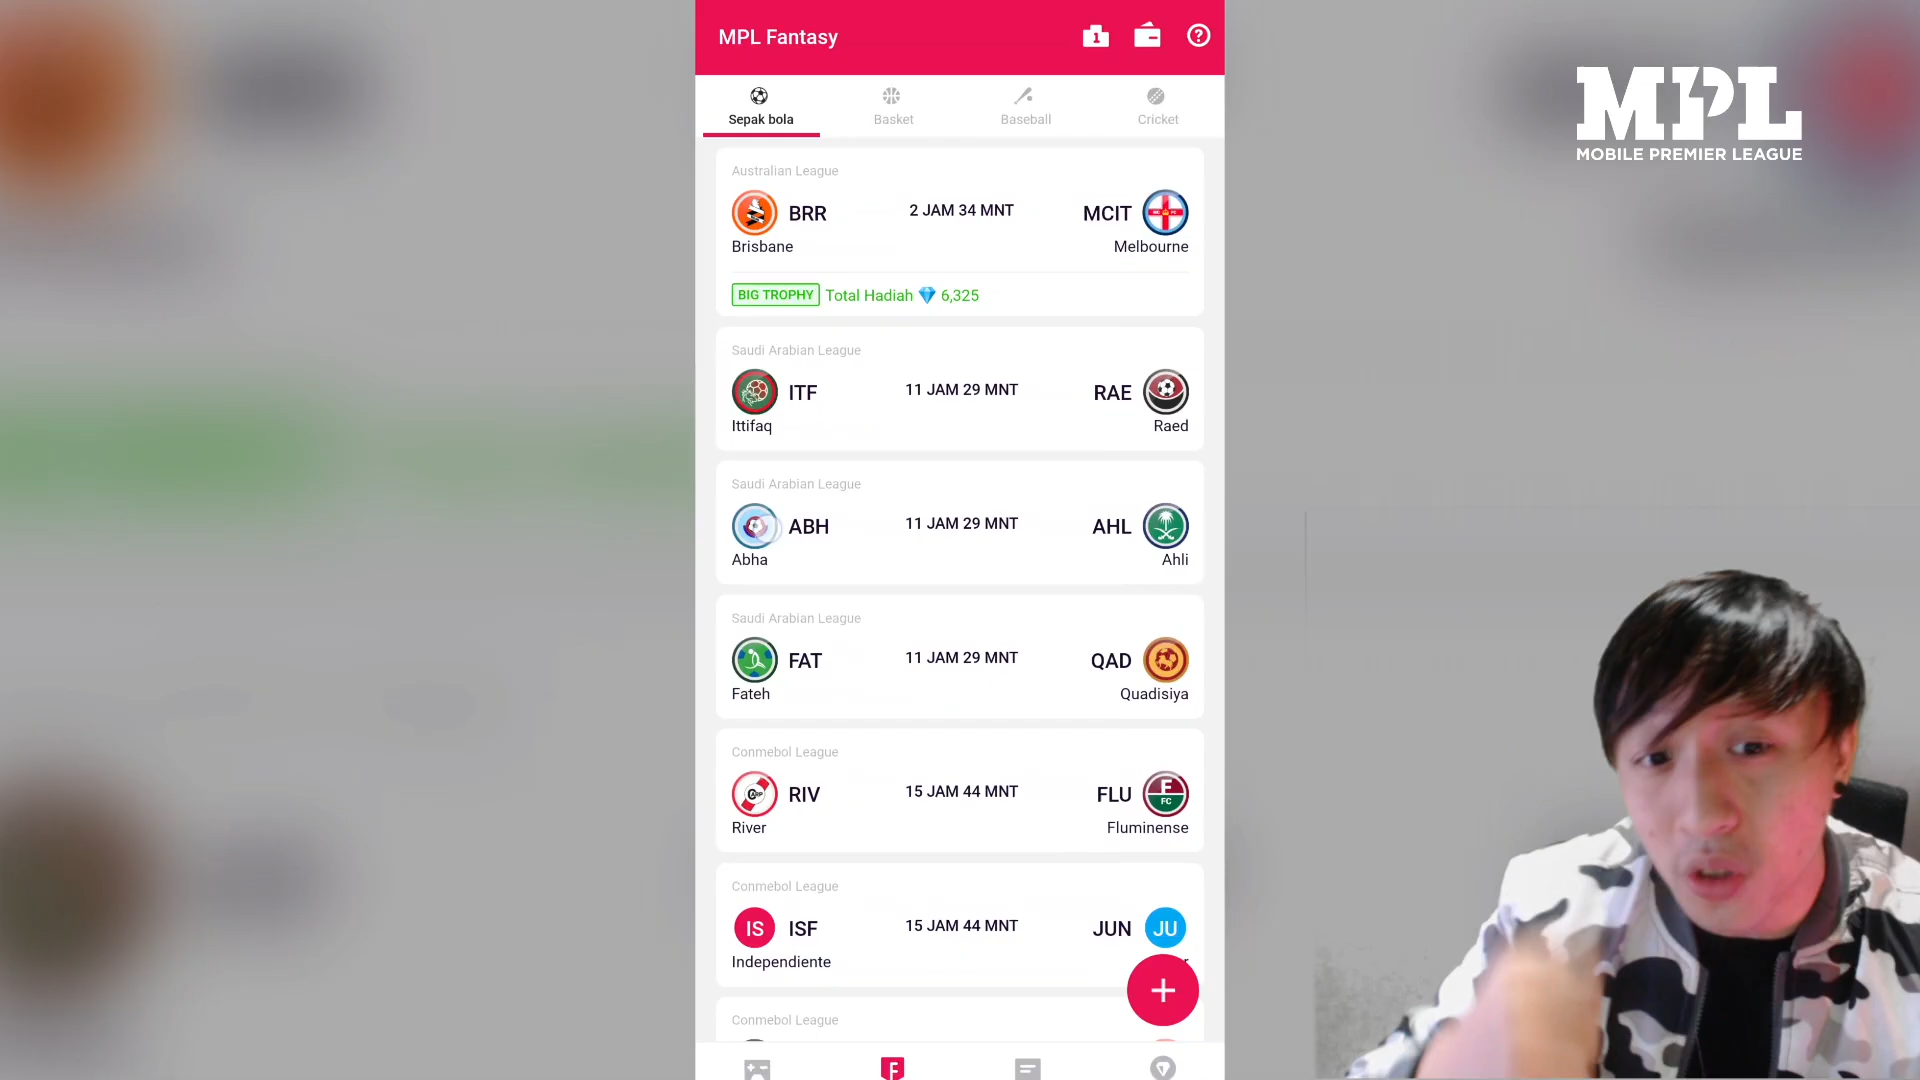 MPL Fantasy
1
?
MPL
MOBILE PREMIER LEAGUE
Sepak bola
Basket
Baseball
Cricket
Australian League
BRR
2 JAM 34 MNT
MCIT
Brisbane
Melbourne
BIG TROPHY Total Hadiah 💎 6,325
Saudi Arabian League
ITF
11 JAM 29 MNT
RAE
Ittifaq
Raed
Saudi Arabian League
ABH
11 JAM 29 MNT
AHL
Abha
Ahli
Saudi Arabian League
FAT
11 JAM 29 MNT
QAD
Fateh
Quadisiya
Conmebol League
RIV
15 JAM 44 MNT
F
FC
FLU
River
Fluminense
Conmebol League
IS
ISF
15 JAM 44 MNT
JUN
JU
Independiente
Conmebol League
F